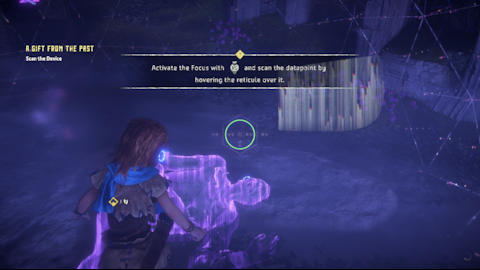 A GIFT FROM THE PAST
Scan the Device
Activate the Focus with and scan the datapoint by
hovering the reticule over it.